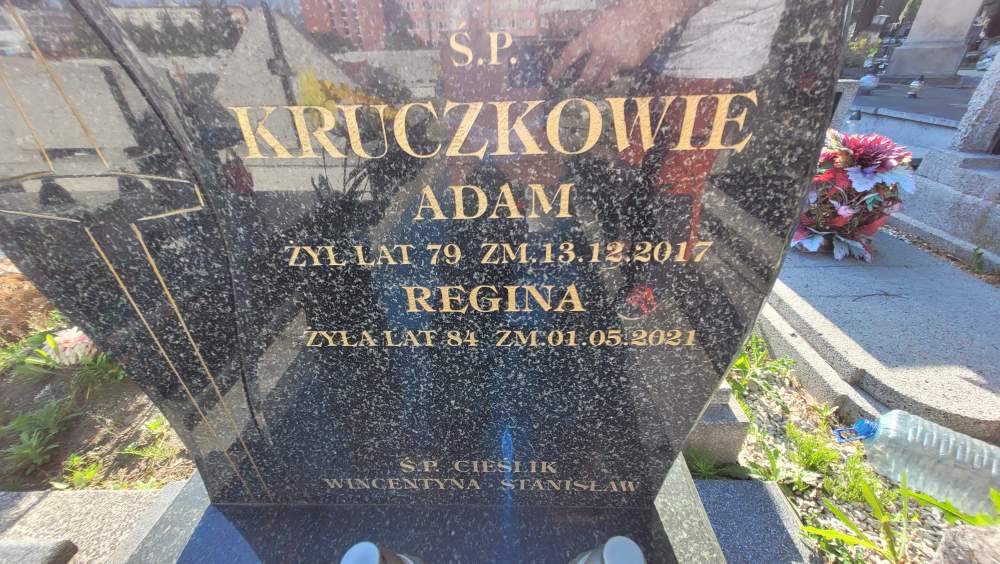 Ś.P.
KRUCZKOWIE
ADAM
ŻYŁ LAT 79 ZM.13.12.2017
REGINA
ŻYŁA LAT 84 ZM.01.05.2021
Ś.P. CIEŚLIK
WINCENTYNA - STANISŁAW